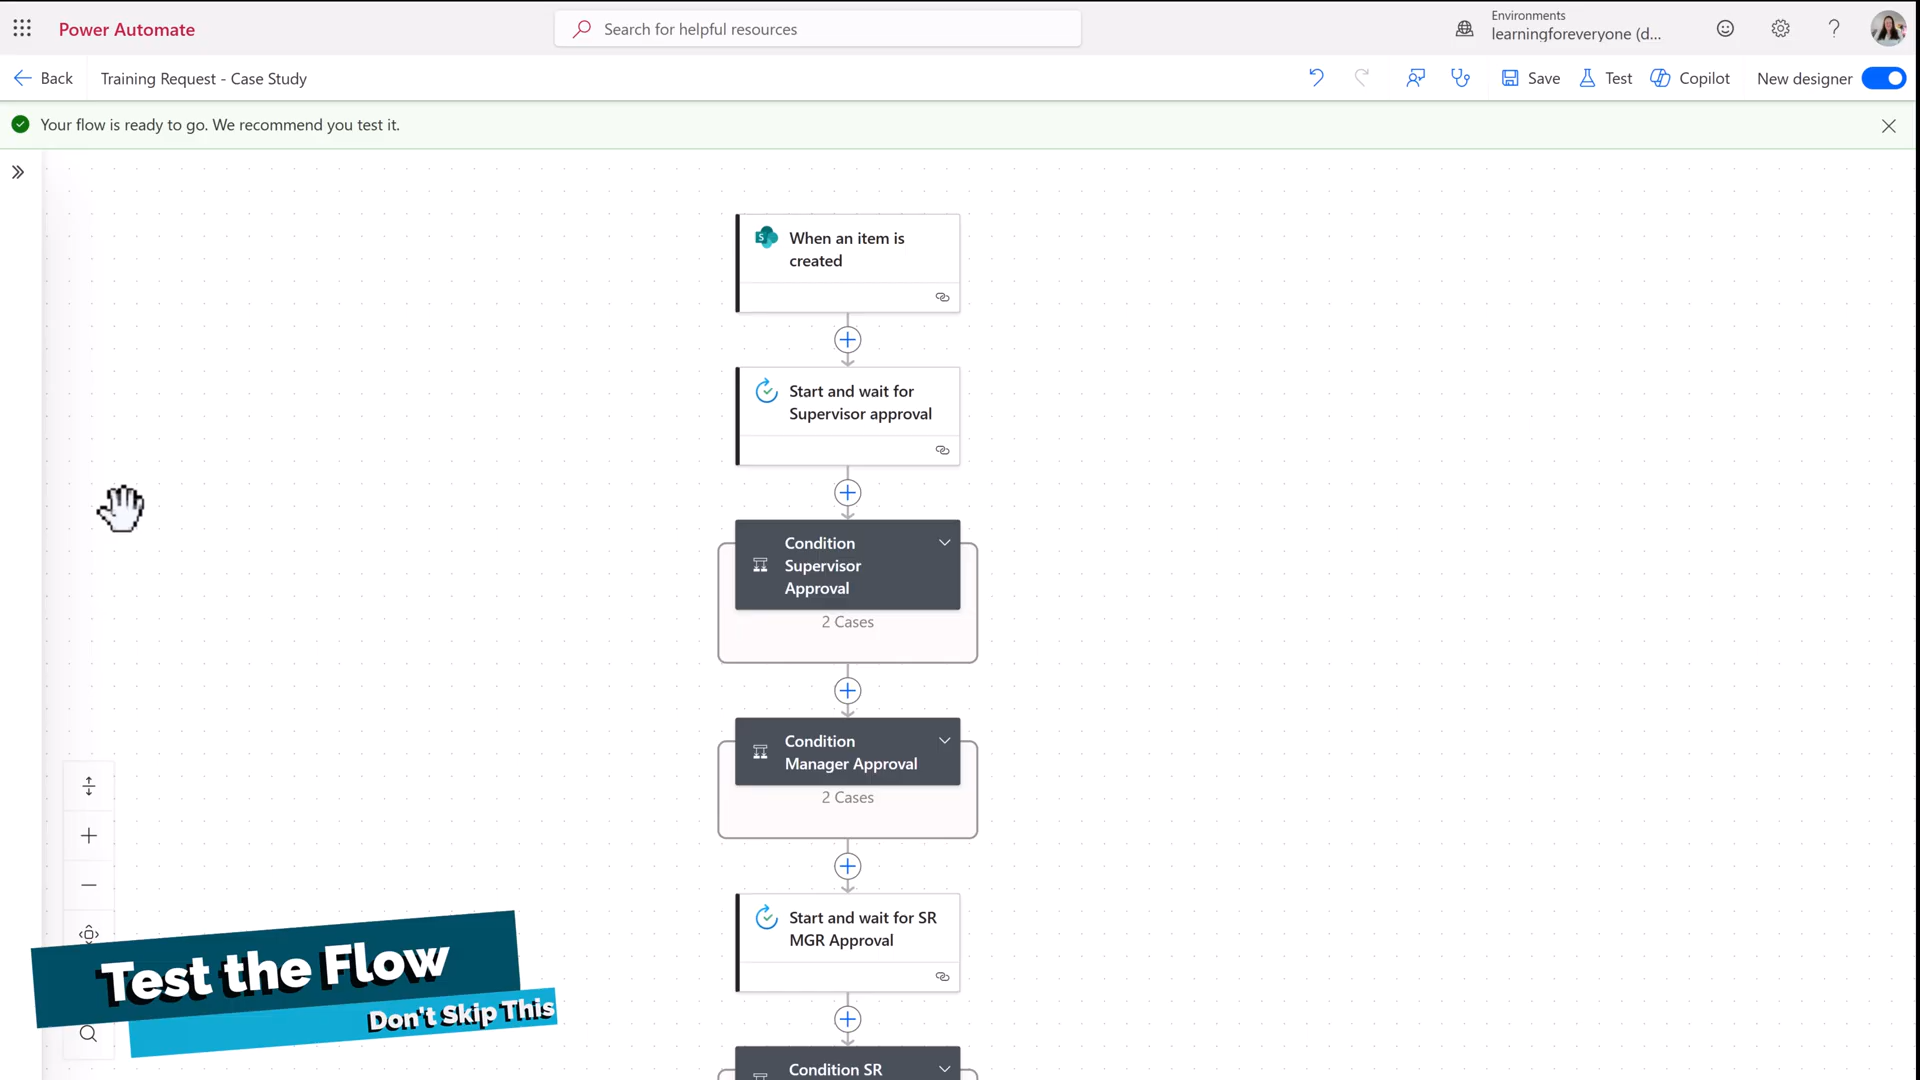 Power Automate
Search for helpful resources
Environments
learningforeveryone (d...
Back
Training Request - Case Study
Save
Test
Copilot
New designer
Your flow is ready to go. We recommend you test it.
When an item is
created
Start and wait for
Supervisor approval
Condition
Supervisor
Approval
2 Cases
Condition
Manager Approval
2 Cases
Start and wait for SR
MGR Approval
Condition SR
Test the Flow
Don't Skip This